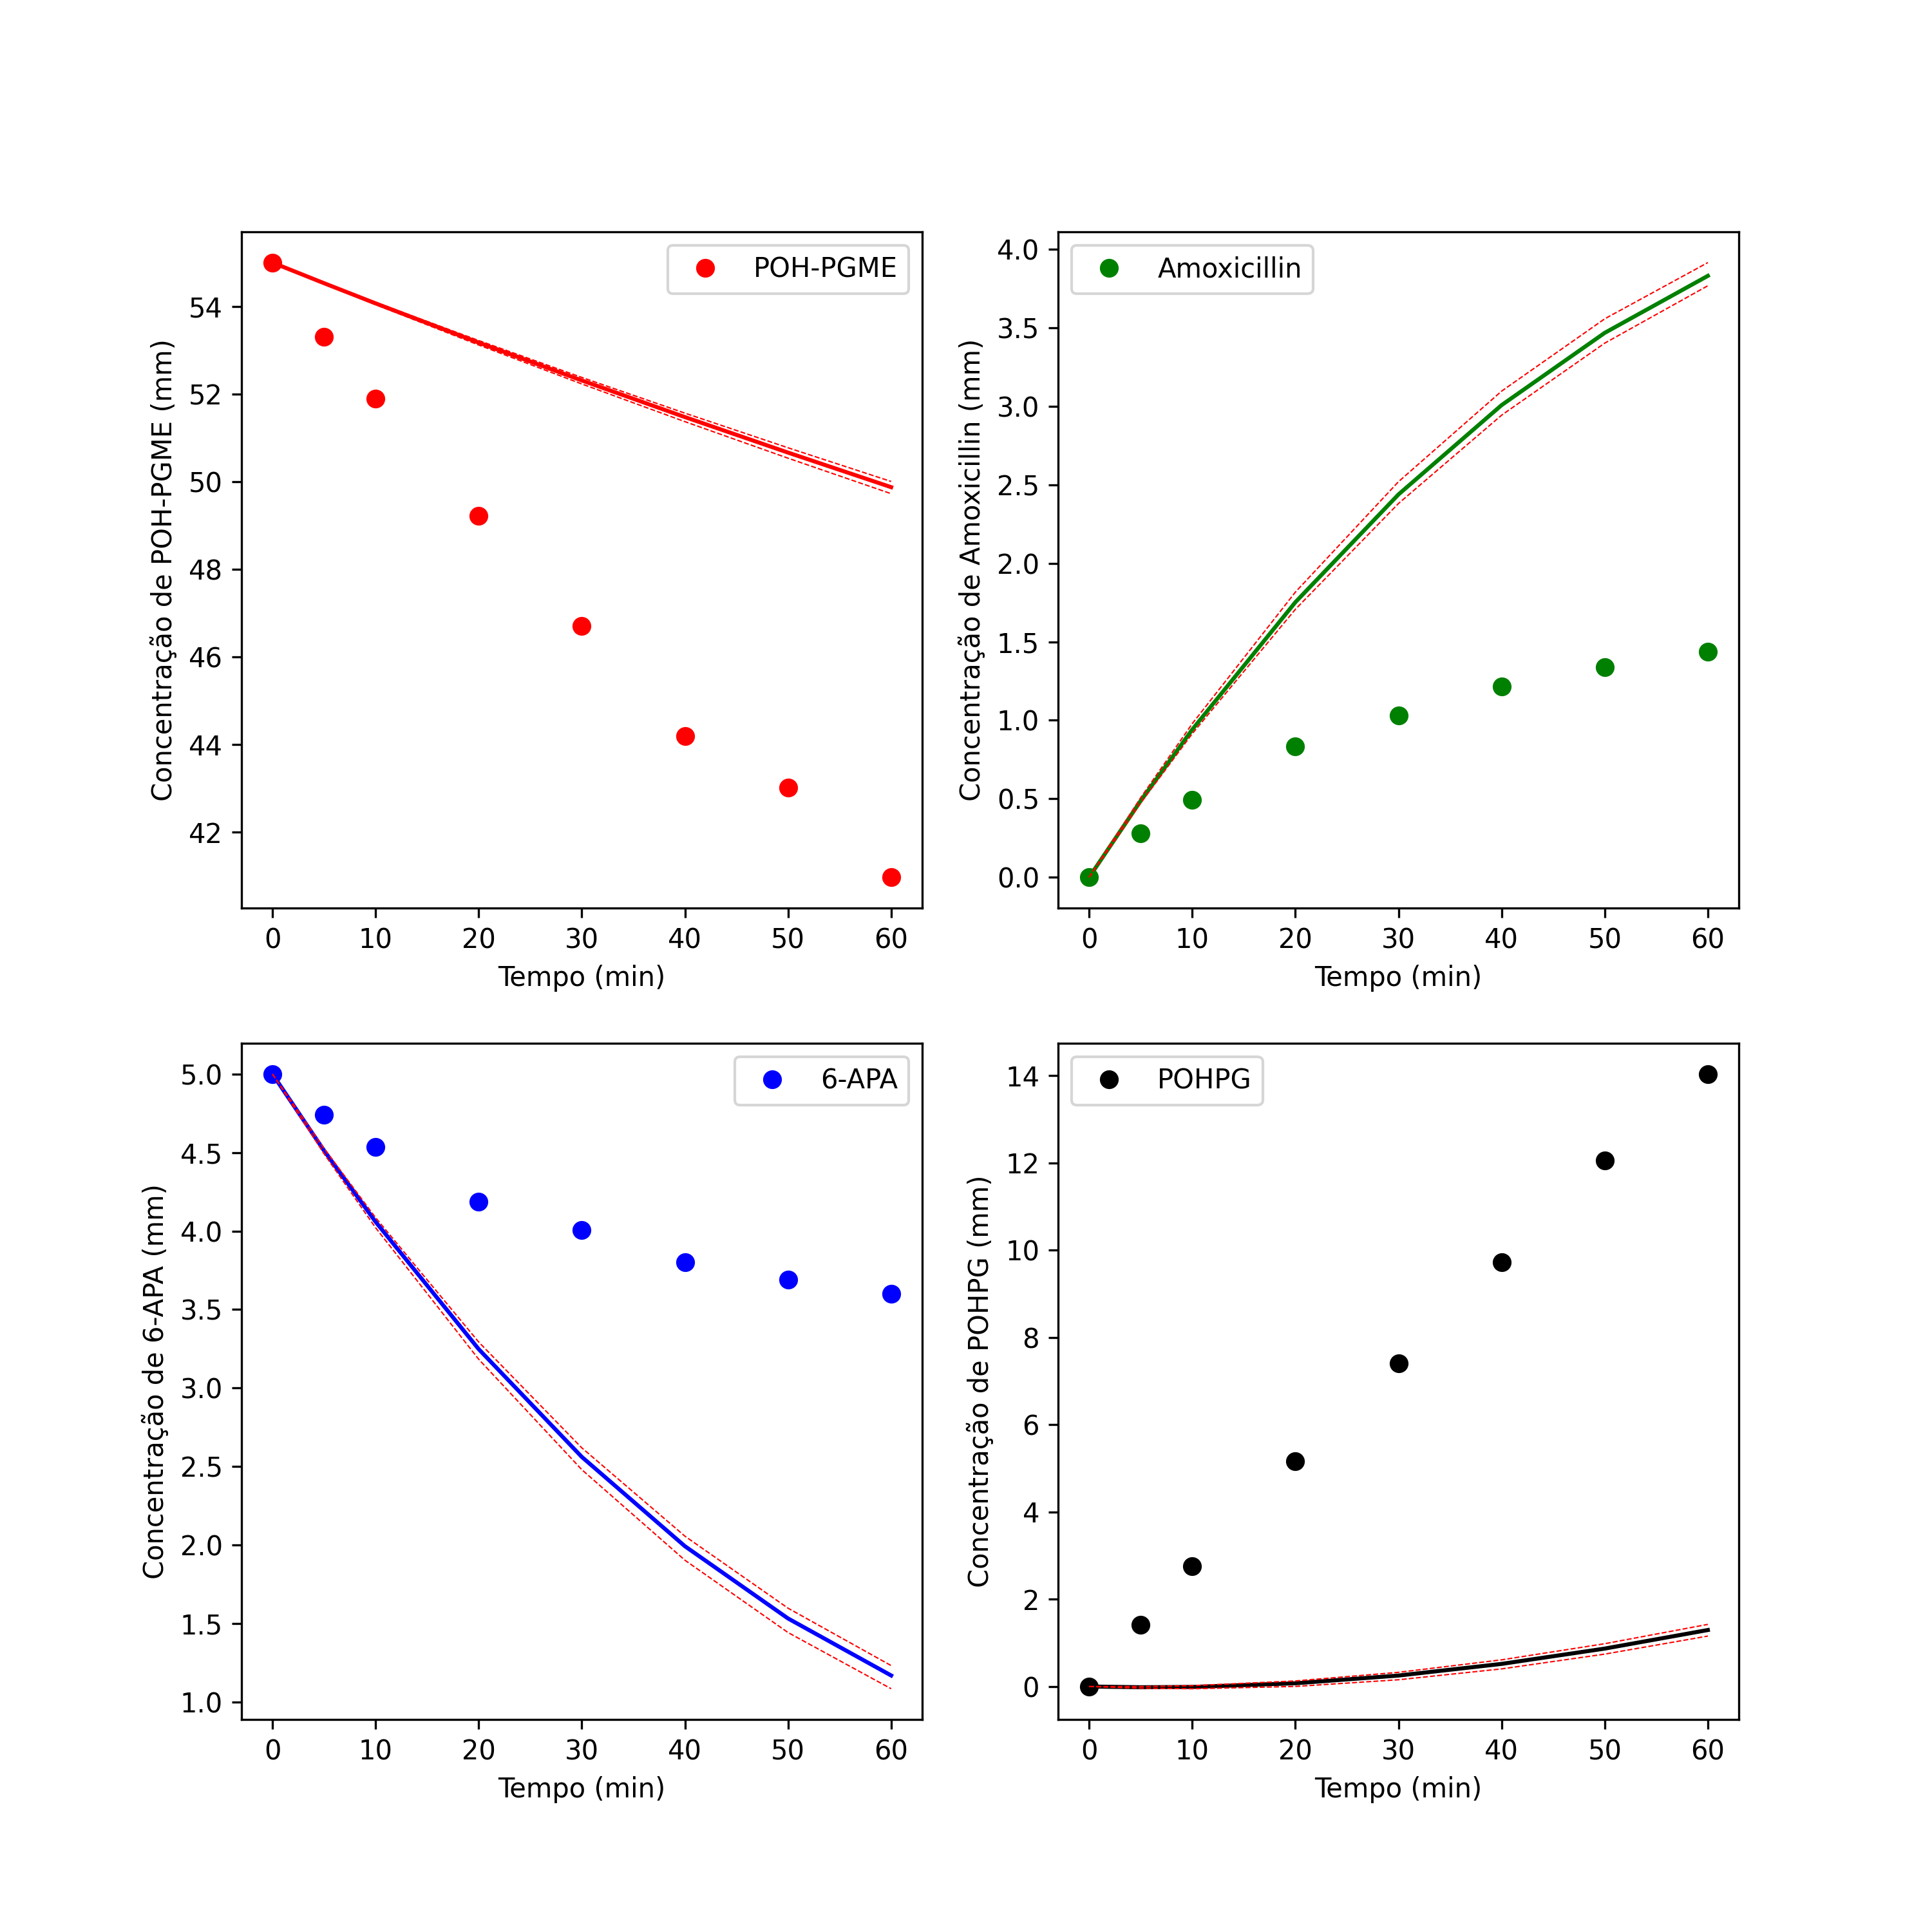 POH-PGME
Concentração de POH-PGME (mm)
54
52
50
48
46
44
42
0 10 20 30 40 50 60
Tempo (min)
Amoxicillin
Concentração de Amoxicillin (mm)
4.0
3.5
3.0
2.5
2.0
1.5
1.0
0.5
0.0
0 10 20 30 40 50 60
Tempo (min)
6-APA
Concentração de 6-APA (mm)
5.0
4.5
4.0
3.5
3.0
2.5
2.0
1.5
1.0
0 10 20 30 40 50 60
Tempo (min)
POHPG
Concentração de POHPG (mm)
14
12
10
8
6
4
2
0
0 10 20 30 40 50 60
Tempo (min)